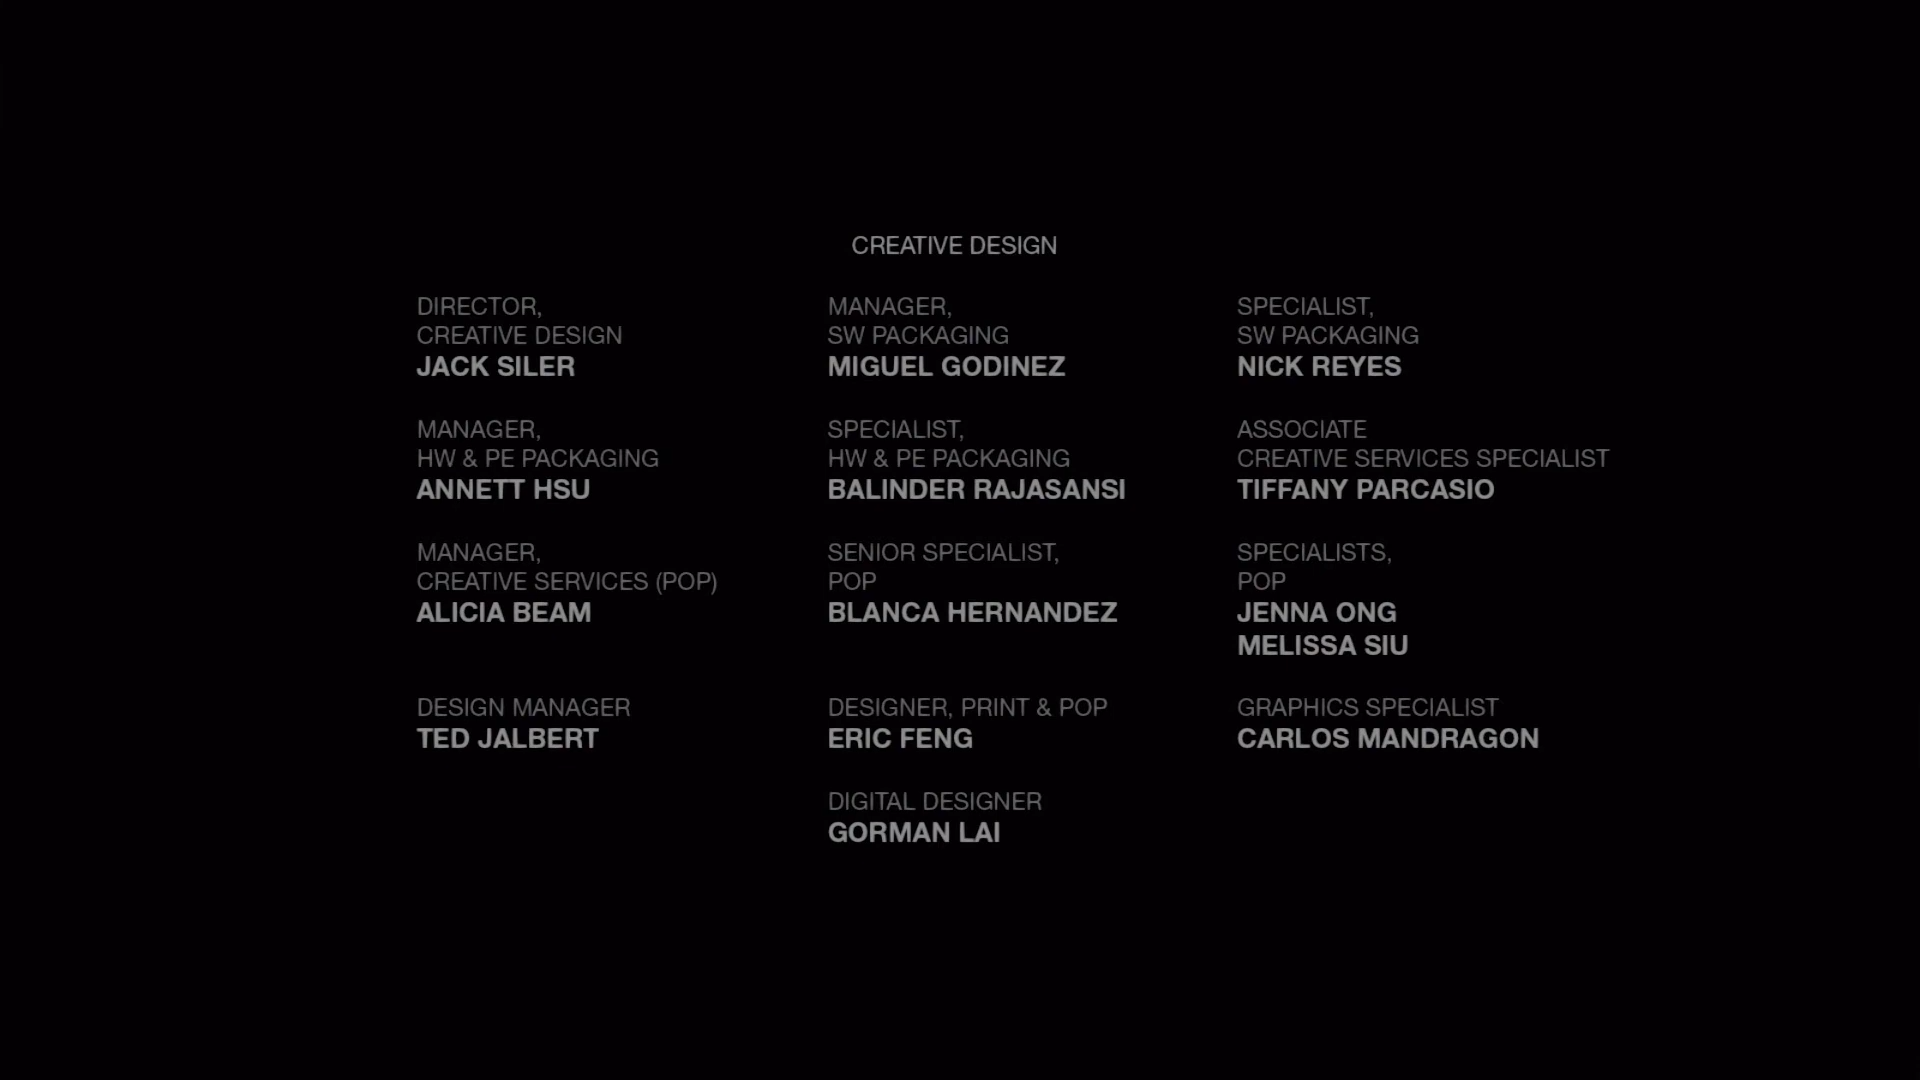 CREATIVE DESIGN
DIRECTOR,
CREATIVE DESIGN
JACK SILER
MANAGER,
SW PACKAGING
MIGUEL GODINEZ
SPECIALIST,
SW PACKAGING
NICK REYES
MANAGER,
HW & PE PACKAGING
ANNETT HSU
SPECIALIST,
HW & PE PACKAGING
BALINDER RAJASANSI
ASSOCIATE
CREATIVE SERVICES SPECIALIST
TIFFANY PARCASIO
MANAGER,
CREATIVE SERVICES (POP)
ALICIA BEAM
SENIOR SPECIALIST,
POP
BLANCA HERNANDEZ
SPECIALISTS,
POP
JENNA ONG
MELISSA SIU
DESIGN MANAGER
TED JALBERT
DESIGNER, PRINT & POP
ERIC FENG
GRAPHICS SPECIALIST
CARLOS MANDRAGON
DIGITAL DESIGNER
GORMAN LAI